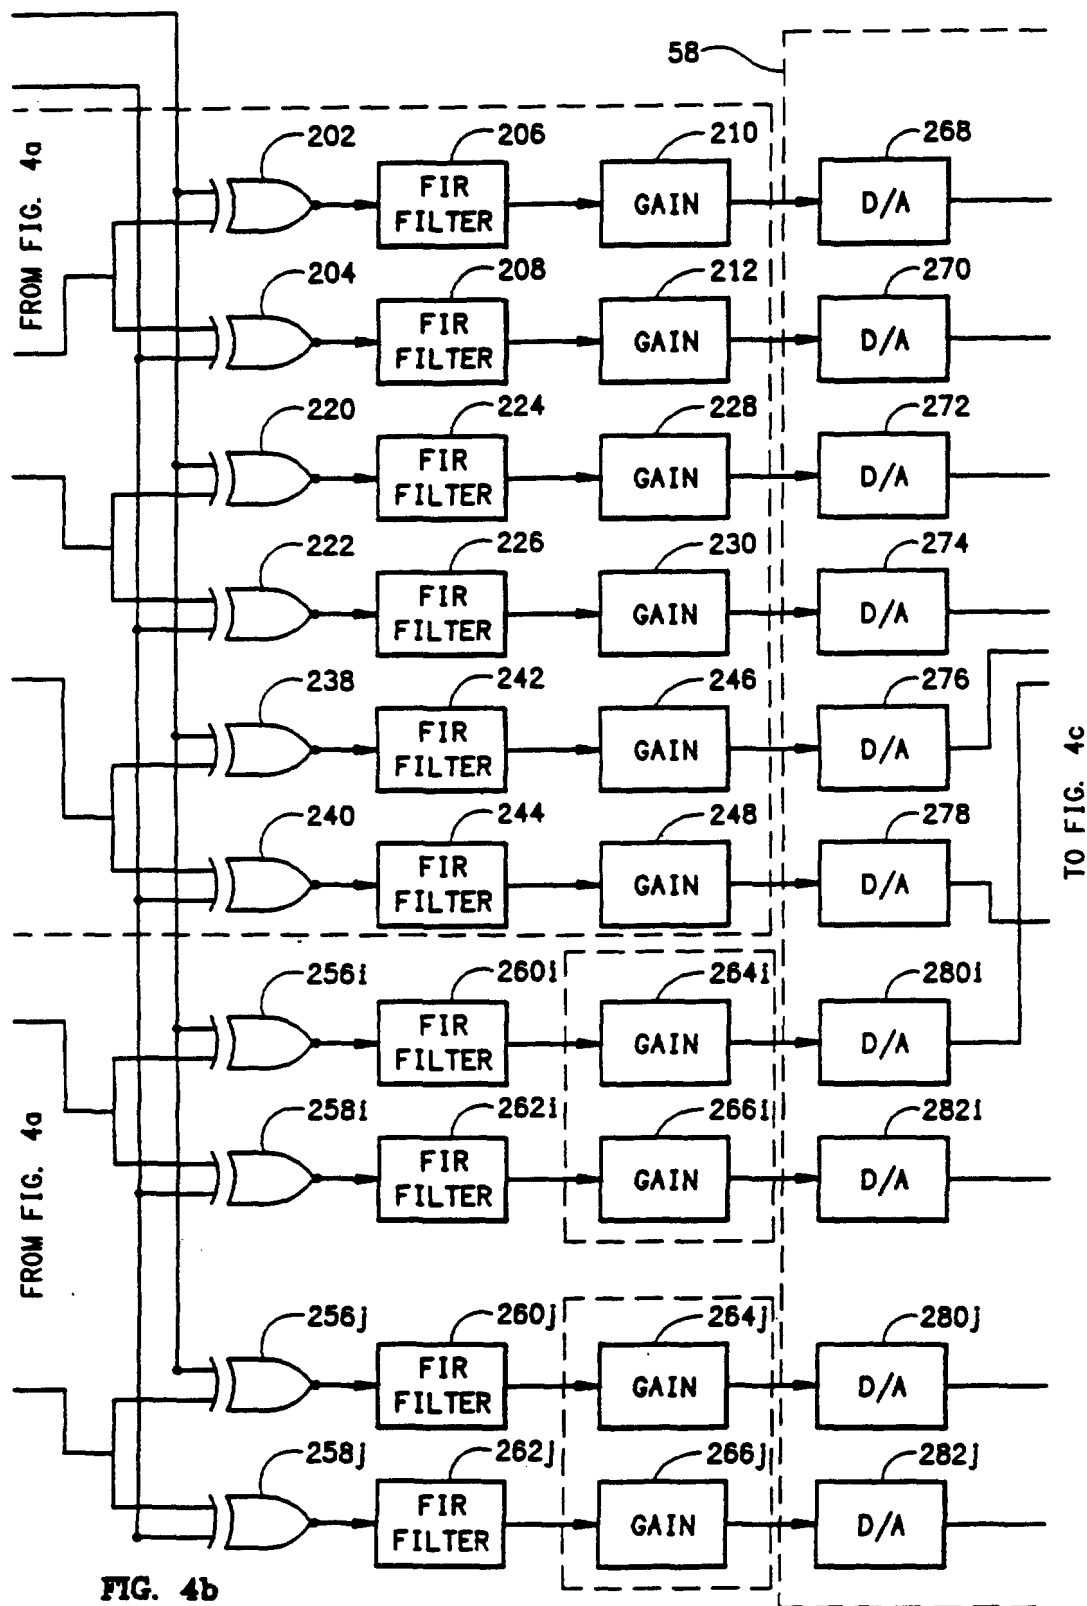 58
FROM FIG. 4a
202 206 210 268
FIR FILTER GAIN D/A
204 208 212 270
FIR FILTER GAIN D/A
220 224 228 272
FIR FILTER GAIN D/A
222 226 230 274
FIR FILTER GAIN D/A
238 242 246 276
FIR FILTER GAIN D/A
240 244 248 278
FIR FILTER GAIN D/A
TO FIG. 4c
256i 260i 264i 280i
FIR FILTER GAIN D/A
258i 262i 266i 282i
FIR FILTER GAIN D/A
FROM FIG. 4a
256j 260j 264j 280j
FIR FILTER GAIN D/A
258j 262j 266j 282j
FIR FILTER GAIN D/A
FIG. 4b